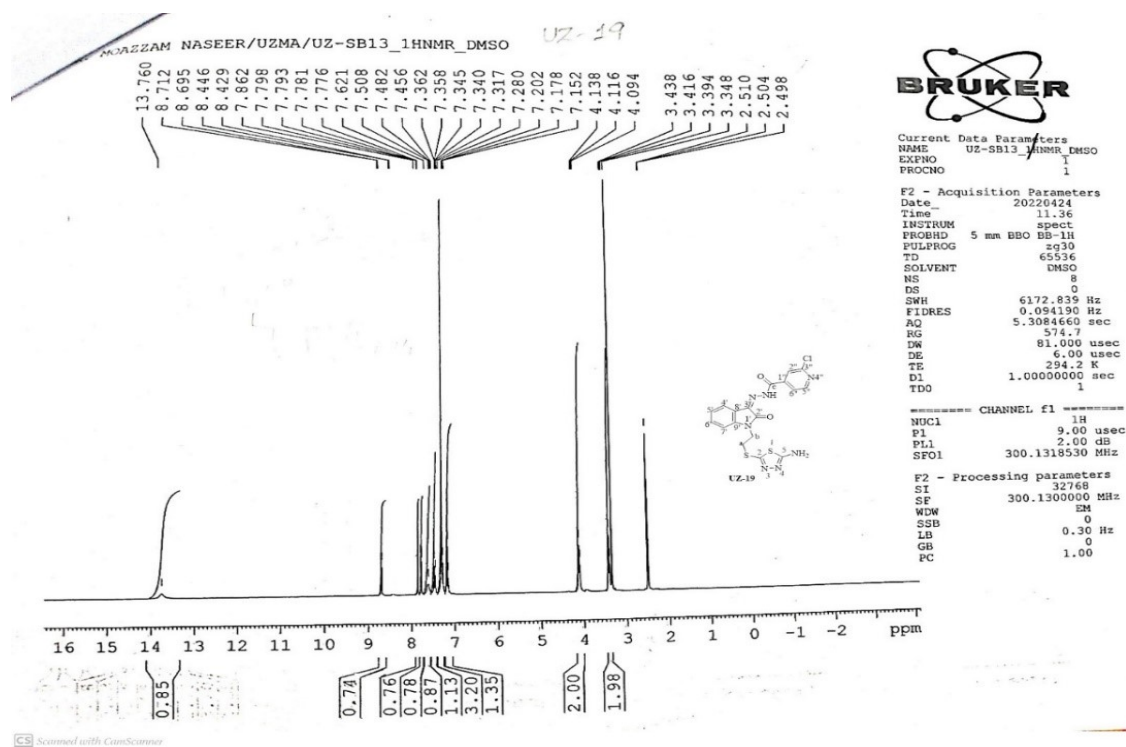 MOAZZAM NASEER/UZMA/UZ-SB13_1HNMR_DMSO
UZ-19
13.760
8.712
8.695
8.446
8.429
7.862
7.798
7.793
7.781
7.776
7.621
7.508
7.482
7.456
7.362
7.358
7.345
7.340
7.317
7.280
7.202
7.178
7.152
4.138
4.116
4.094
3.438
3.416
3.394
3.348
2.510
2.504
2.498
BRUKER
Current Data Parameters
NAME UZ-SB13_1HNMR_DMSO
EXPNO 1
PROCNO 1
F2 - Acquisition Parameters
Date_ 20220424
Time 11.36
INSTRUM spect
PROBHD 5 mm BBO BB-1H
PULPROG zg30
TD 65536
SOLVENT DMSO
NS 8
DS 0
SWH 6172.839 Hz
FIDRES 0.094190 Hz
AQ 5.3084660 sec
RG 574.7
DW 81.000 usec
DE 6.00 usec
TE 294.2 K
D1 1.00000000 sec
TD0 1
======== CHANNEL f1 ========
NUC1 1H
P1 9.00 usec
PL1 2.00 dB
SFO1 300.1318530 MHz
F2 - Processing parameters
SI 32768
SF 300.1300000 MHz
WDW EM
SSB 0
LB 0.30 Hz
GB 0
PC 1.00
Cl
O
N-NH
O
S
NH₂
UZ-19
16 15 14 13 12 11 10 9 8 7 6 5 4 3 2 1 0 -1 -2 ppm
0.85
0.74
0.76
0.78
0.87
1.13
3.20
1.35
2.00
1.98
CS Scanned with CamScanner